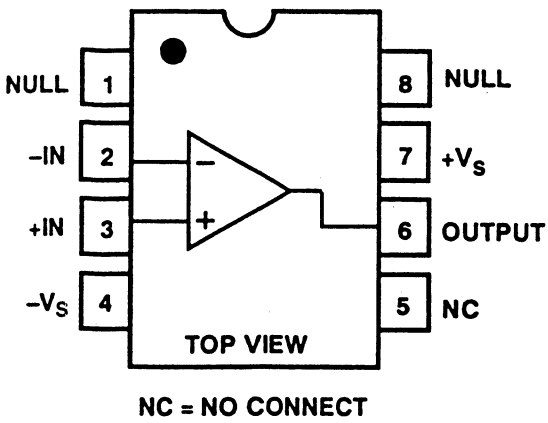 NULL 1 8 NULL
–IN 2 – 7 +VS
+IN 3 + 6 OUTPUT
–VS 4 5 NC
TOP VIEW
NC = NO CONNECT